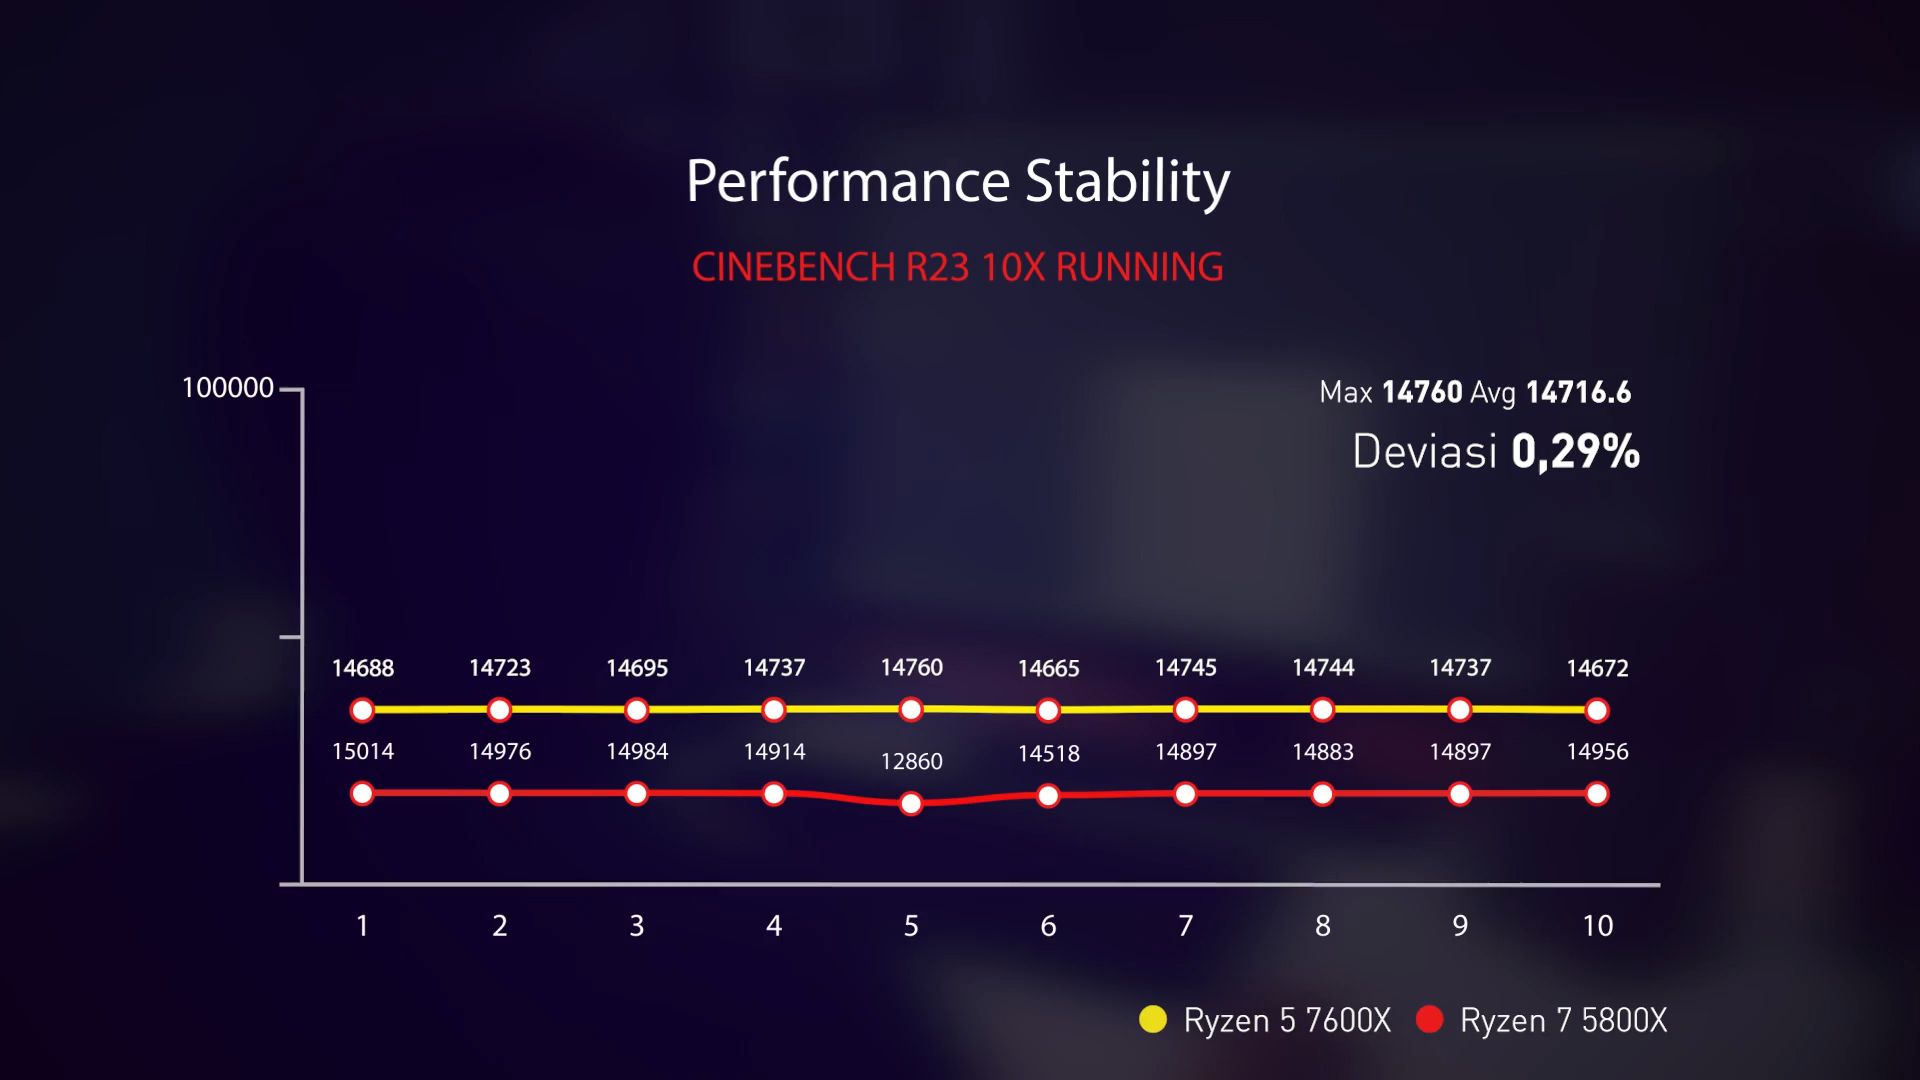 Performance Stability
CINEBENCH R23 10X RUNNING
100000
Max 14760 Avg 14716.6
Deviasi 0,29%
14688 14723 14695 14737 14760 14665 14745 14744 14737 14672
15014 14976 14984 14914 12860 14518 14897 14883 14897 14956
1 2 3 4 5 6 7 8 9 10
Ryzen 5 7600X Ryzen 7 5800X